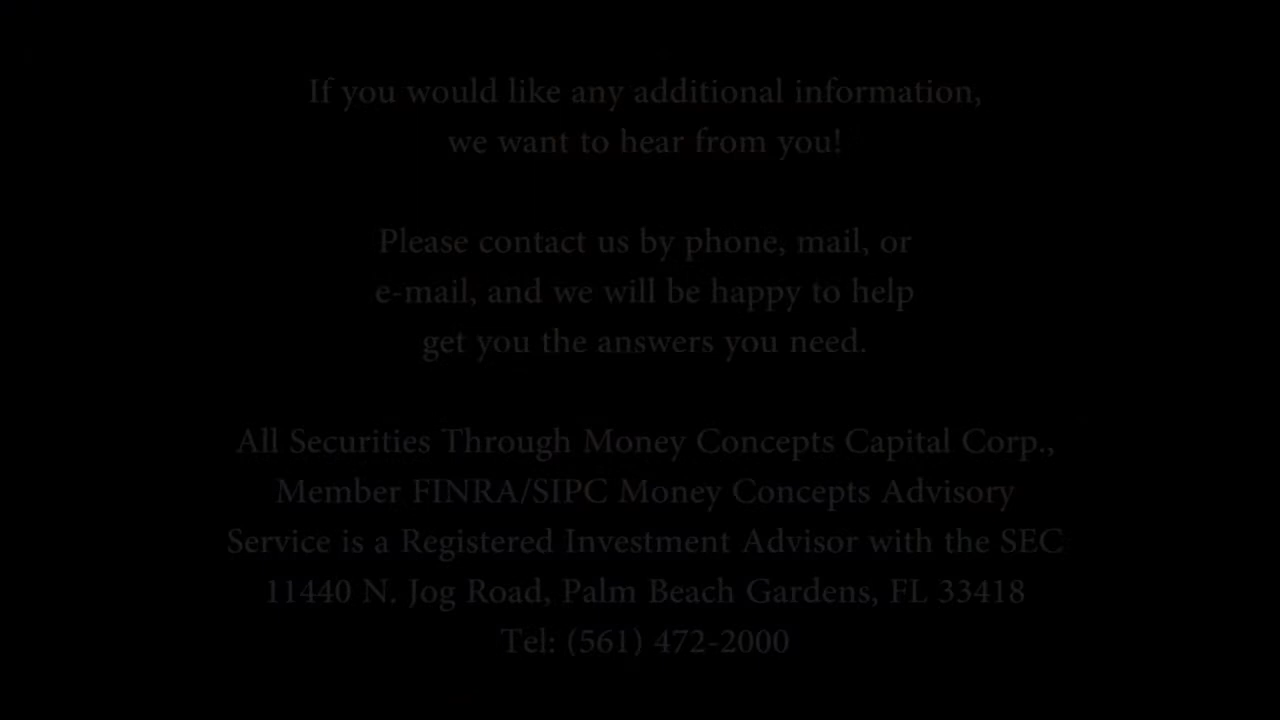 If you would like any additional information,
we want to hear from you!
Please contact us by phone, mail, or
e-mail, and we will be happy to help
get you the answers you need.
All Securities Through Money Concepts Capital Corp.,
Member FINRA/SIPC Money Concepts Advisory
Service is a Registered Investment Advisor with the SEC
11440 N. Jog Road, Palm Beach Gardens, FL 33418
Tel: (561) 472-2000